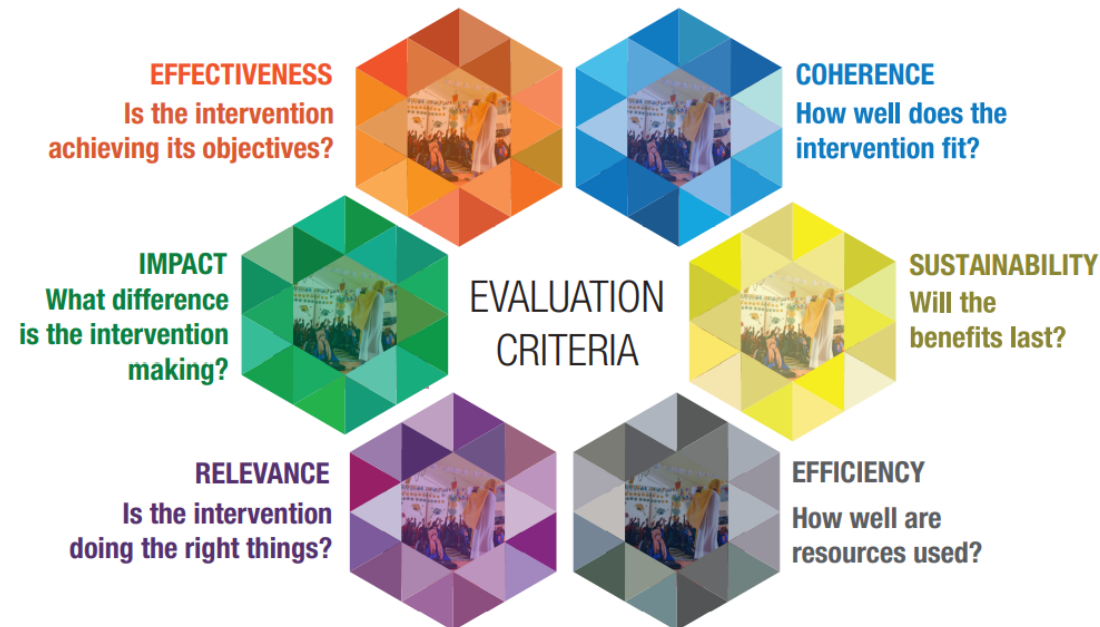 EFFECTIVENESS
Is the intervention
achieving its objectives?
COHERENCE
How well does the
intervention fit?
IMPACT
What difference
is the intervention
making?
EVALUATION
CRITERIA
SUSTAINABILITY
Will the
benefits last?
RELEVANCE
Is the intervention
doing the right things?
EFFICIENCY
How well are
resources used?